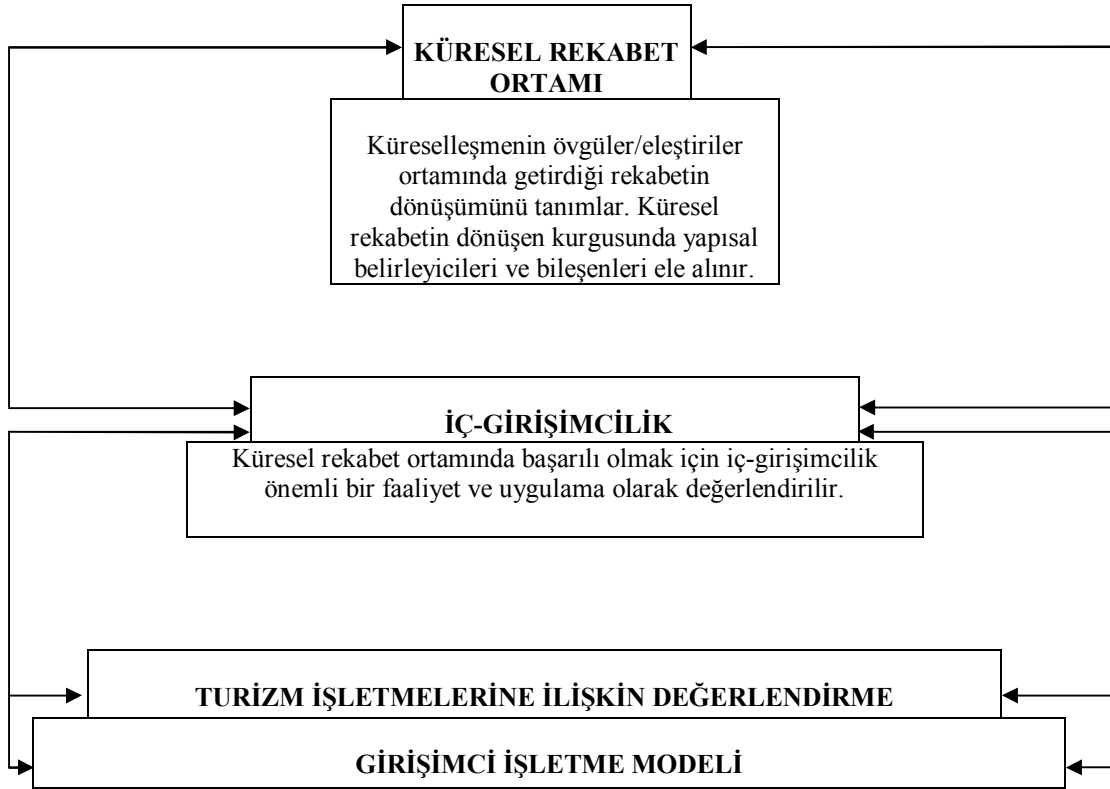 KÜRESEL REKABET
ORTAMI
Küreselleşmenin övgüler/eleştiriler
ortamında getirdiği rekabetin
dönüşümünü tanımlar. Küresel
rekabetin dönüşen kurgusunda yapısal
belirleyicileri ve bileşenleri ele alınır.
İÇ-GİRİŞİMCİLİK
Küresel rekabet ortamında başarılı olmak için iç-girişimcilik
önemli bir faaliyet ve uygulama olarak değerlendirilir.
TURİZM İŞLETMELERİNE İLİŞKİN DEĞERLENDİRME
GİRİŞİMCİ İŞLETME MODELİ